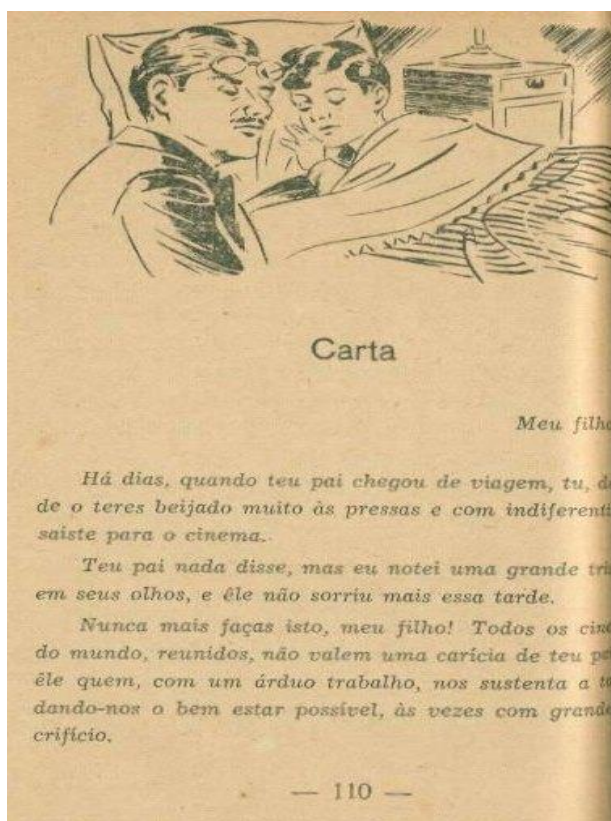 Carta
Meu filho
Há dias, quando teu pai chegou de viagem, tu,
de o teres beijado muito às pressas e com
saiste para o cinema.
Teu pai nada disse, mas eu notei uma grande
em seus olhos, e êle não sorriu mais essa tarde.
Nunca mais faças isto, meu filho! Todos os
do mundo, reunidos, não valem uma carícia de teu
êle quem, com um árduo trabalho, nos sustenta a
dando-nos o bem estar possível, às vezes com
crifício.
— 110 —